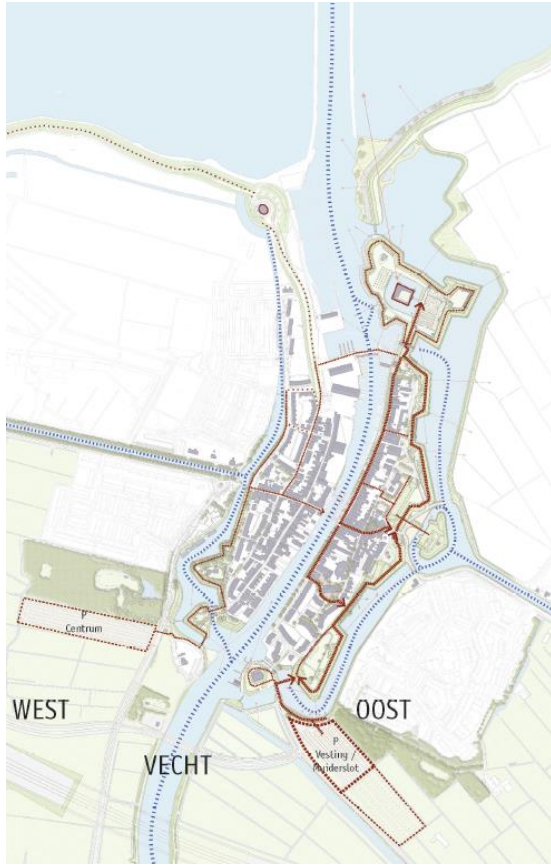 P
Centrum
WEST
OOST
P
Vesting /
Muiderslot
VECHT